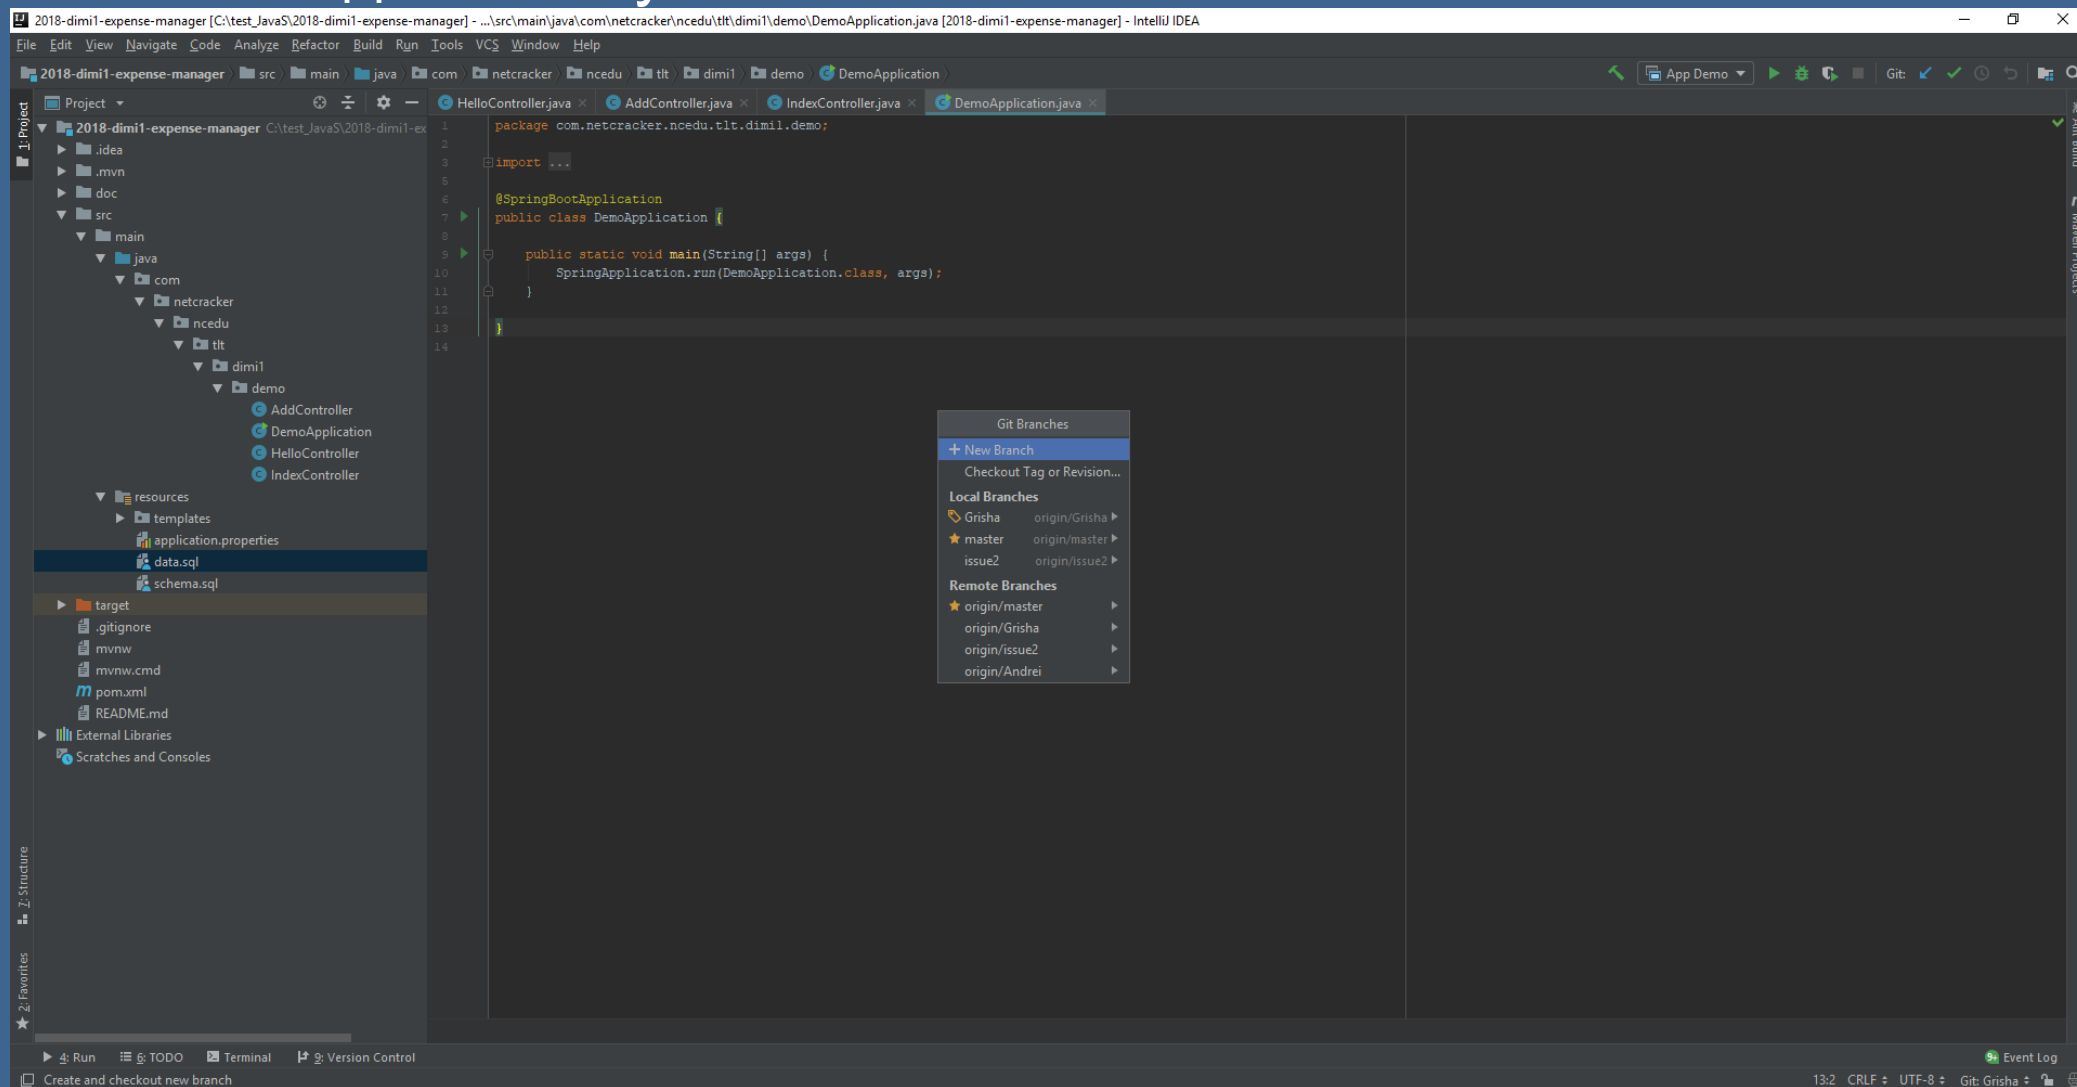 2018-dimi1-expense-manager [C:\test_JavaS\2018-dimi1-expense-manager] - ...\src\main\java\com\netcracker\ncedu\tlt\dimi1\demo\DemoApplication.java [2018-dimi1-expense-manager] - IntelliJ IDEA
File Edit View Navigate Code Analyze Refactor Build Run Tools VCS Window Help
2018-dimi1-expense-manager src main java com netcracker ncedu tlt dimi1 demo DemoApplication
App Demo Git:
1: Project
Project
HelloController.java AddController.java IndexController.java DemoApplication.java
2018-dimi1-expense-manager C:\test_JavaS\2018-dimi1-ex
.idea
.mvn
doc
src
main
java
com
netcracker
ncedu
tlt
dimi1
demo
AddController
DemoApplication
HelloController
IndexController
resources
templates
application.properties
data.sql
schema.sql
target
.gitignore
mvnw
mvnw.cmd
pom.xml
README.md
External Libraries
Scratches and Consoles
1 package com.netcracker.ncedu.tlt.dimi1.demo;
2
3 import ...
5
6 @SpringBootApplication
7 public class DemoApplication {
8
9 public static void main(String[] args) {
10 SpringApplication.run(DemoApplication.class, args);
11 }
12
13 }
14
Git Branches
+ New Branch
Checkout Tag or Revision...
Local Branches
Grisha origin/Grisha
master origin/master
issue2 origin/issue2
Remote Branches
origin/master
origin/Grisha
origin/issue2
origin/Andrei
Maven Projects
7: Structure
2: Favorites
4: Run 6: TODO Terminal 9: Version Control
9+ Event Log
Create and checkout new branch
13:2 CRLF UTF-8 Git: Grisha